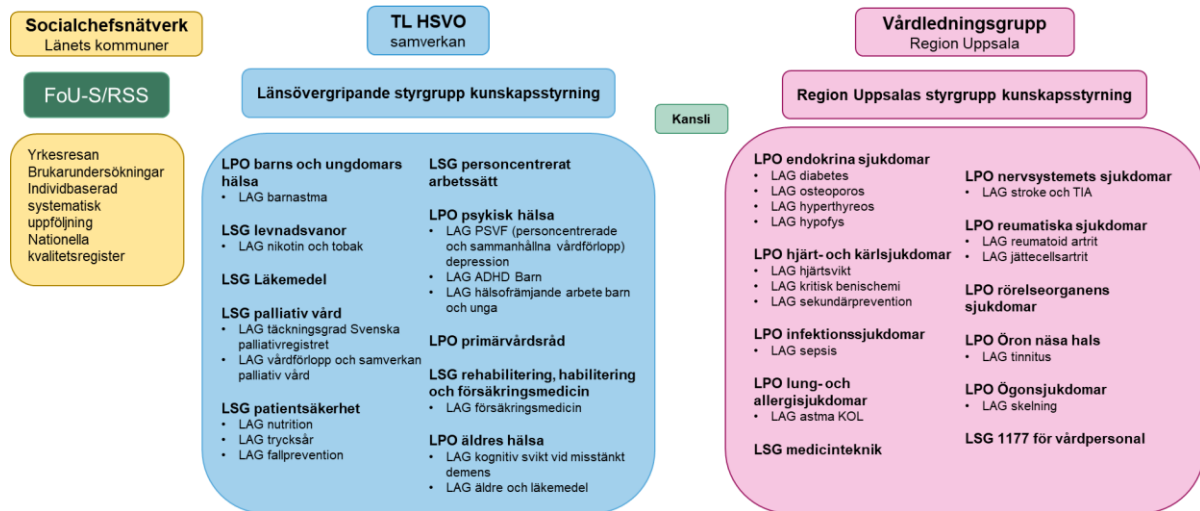 Socialchefsnätverk
Länets kommuner
FoU-S/RSS
Yrkesresan
Brukarundersökningar
Individbaserad
systematisk
uppföljning
Nationella
kvalitetsregister
TL HSVO
samverkan
Länsövergripande styrgrupp kunskapsstyrning
LPO barns och ungdomars
hälsa
• LAG barnastma
LSG levnadsvanor
• LAG nikotin och tobak
LSG Läkemedel
LSG palliativ vård
• LAG täckningsgrad Svenska
palliativregistret
• LAG vårdförlopp och samverkan
palliativ vård
LSG patientsäkerhet
• LAG nutrition
• LAG trycksår
• LAG fallprevention
LSG personcentrerat
arbetssätt
LPO psykisk hälsa
• LAG PSVF (personcentrerade
och sammanhållna vårdförlopp)
depression
• LAG ADHD Barn
• LAG hälsofrämjande arbete barn
och unga
LPO primärvårdsråd
LSG rehabilitering, habilitering
och försäkringsmedicin
• LAG försäkringsmedicin
LPO äldres hälsa
• LAG kognitiv svikt vid misstänkt
demens
• LAG äldre och läkemedel
Kansli
Vårdledningsgrupp
Region Uppsala
Region Uppsalas styrgrupp kunskapsstyrning
LPO endokrina sjukdomar
• LAG diabetes
• LAG osteoporos
• LAG hyperthyreos
• LAG hypofys
LPO hjärt- och kärlsjukdomar
• LAG hjärtsvikt
• LAG kritisk benischemi
• LAG sekundärprevention
LPO infektionssjukdomar
• LAG sepsis
LPO lung- och
allergisjukdomar
• LAG astma KOL
LSG medicinteknik
LPO nervsystemets sjukdomar
• LAG stroke och TIA
LPO reumatiska sjukdomar
• LAG reumatoid artrit
• LAG jättecellsartrit
LPO rörelseorganens
sjukdomar
LPO Öron näsa hals
• LAG tinnitus
LPO Ögonsjukdomar
• LAG skelning
LSG 1177 för vårdpersonal